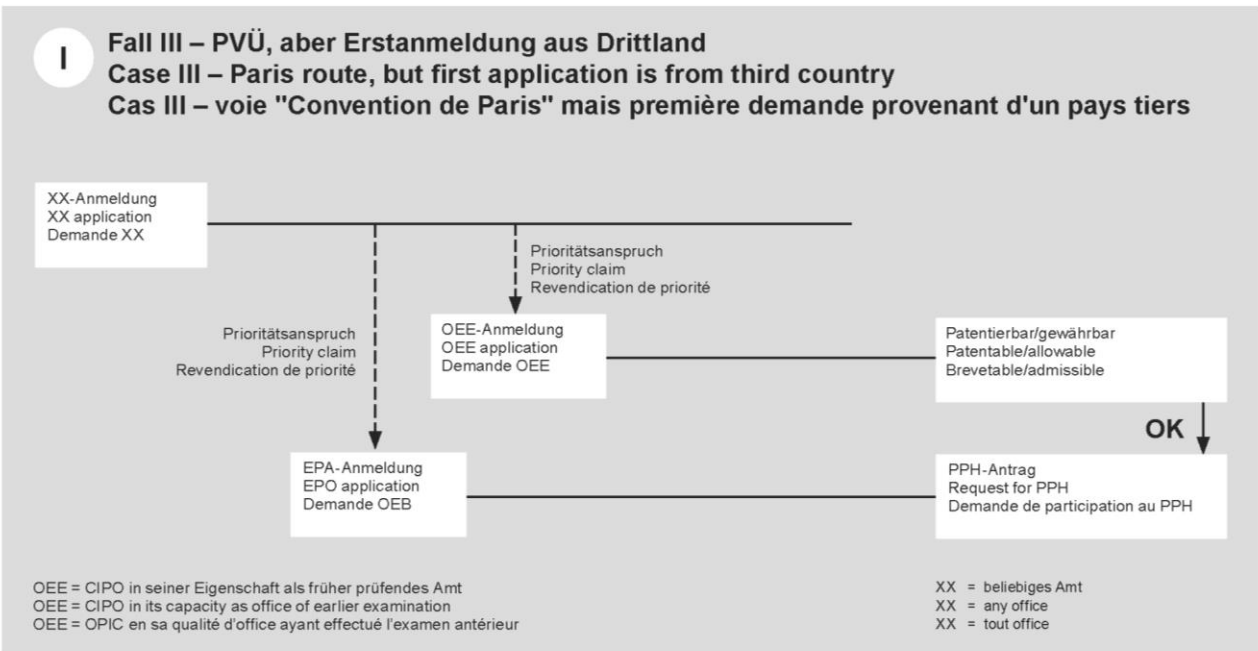 I
Fall III – PVÜ, aber Erstanmeldung aus Drittland
Case III – Paris route, but first application is from third country
Cas III – voie "Convention de Paris" mais première demande provenant d'un pays tiers
XX-Anmeldung
XX application
Demande XX
Prioritätsanspruch
Priority claim
Revendication de priorité
Prioritätsanspruch
Priority claim
Revendication de priorité
OEE-Anmeldung
OEE application
Demande OEE
Patentierbar/gewährbar
Patentable/allowable
Brevetable/admissible
OK
EPA-Anmeldung
EPO application
Demande OEB
PPH-Antrag
Request for PPH
Demande de participation au PPH
OEE = CIPO in seiner Eigenschaft als früher prüfendes Amt
OEE = CIPO in its capacity as office of earlier examination
OEE = OPIC en sa qualité d'office ayant effectué l'examen antérieur
XX = beliebiges Amt
XX = any office
XX = tout office